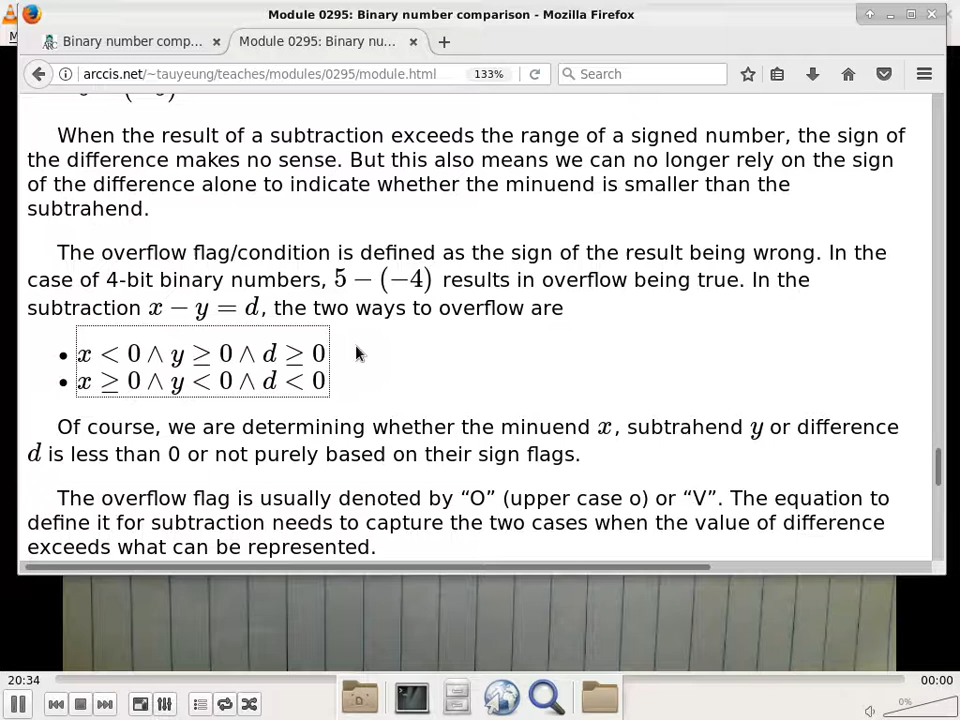 Module 0295: Binary number comparison - Mozilla Firefox
Binary number comp... × Module 0295: Binary nu... × +
arccis.net/~tauyeung/teaches/modules/0295/module.html 133% Search
When the result of a subtraction exceeds the range of a signed number, the sign of
the difference makes no sense. But this also means we can no longer rely on the sign
of the difference alone to indicate whether the minuend is smaller than the
subtrahend.
The overflow flag/condition is defined as the sign of the result being wrong. In the
case of 4-bit binary numbers, 5 − (−4) results in overflow being true. In the
subtraction x − y = d, the two ways to overflow are
• x < 0 ∧ y ≥ 0 ∧ d ≥ 0
• x ≥ 0 ∧ y < 0 ∧ d < 0
Of course, we are determining whether the minuend x, subtrahend y or difference
d is less than 0 or not purely based on their sign flags.
The overflow flag is usually denoted by “O” (upper case o) or “V”. The equation to
define it for subtraction needs to capture the two cases when the value of difference
exceeds what can be represented.
20:34 00:00
0%